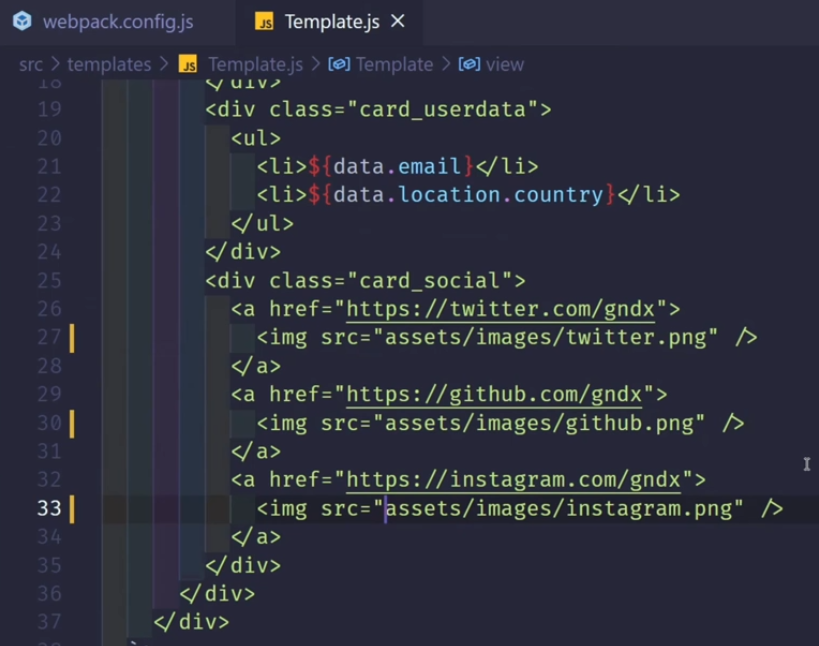 webpack.config.js
JS Template.js ×
src > templates > JS Template.js > Template > view
18 </div>
19 <div class="card_userdata">
20 <ul>
21 <li>${data.email}</li>
22 <li>${data.location.country}</li>
23 </ul>
24 </div>
25 <div class="card_social">
26 <a href="https://twitter.com/gndx">
27 <img src="assets/images/twitter.png" />
28 </a>
29 <a href="https://github.com/gndx">
30 <img src="assets/images/github.png" />
31 </a>
32 <a href="https://instagram.com/gndx">
33 <img src="assets/images/instagram.png" />
34 </a>
35 </div>
36 </div>
37 </div>